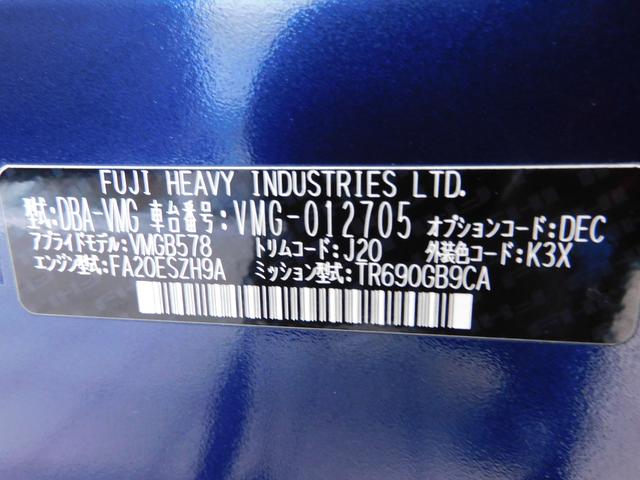 FUJI HEAVY INDUSTRIES LTD.
型式:DBA-VMG 車台番号:VMG-012705 オプションコード:DEC
アプライドモデル:VMGB578 トリムコード:J20 外装色コード:K3X
エンジン型式:FA20ESZH9A ミッション型式:TR690GB9CA